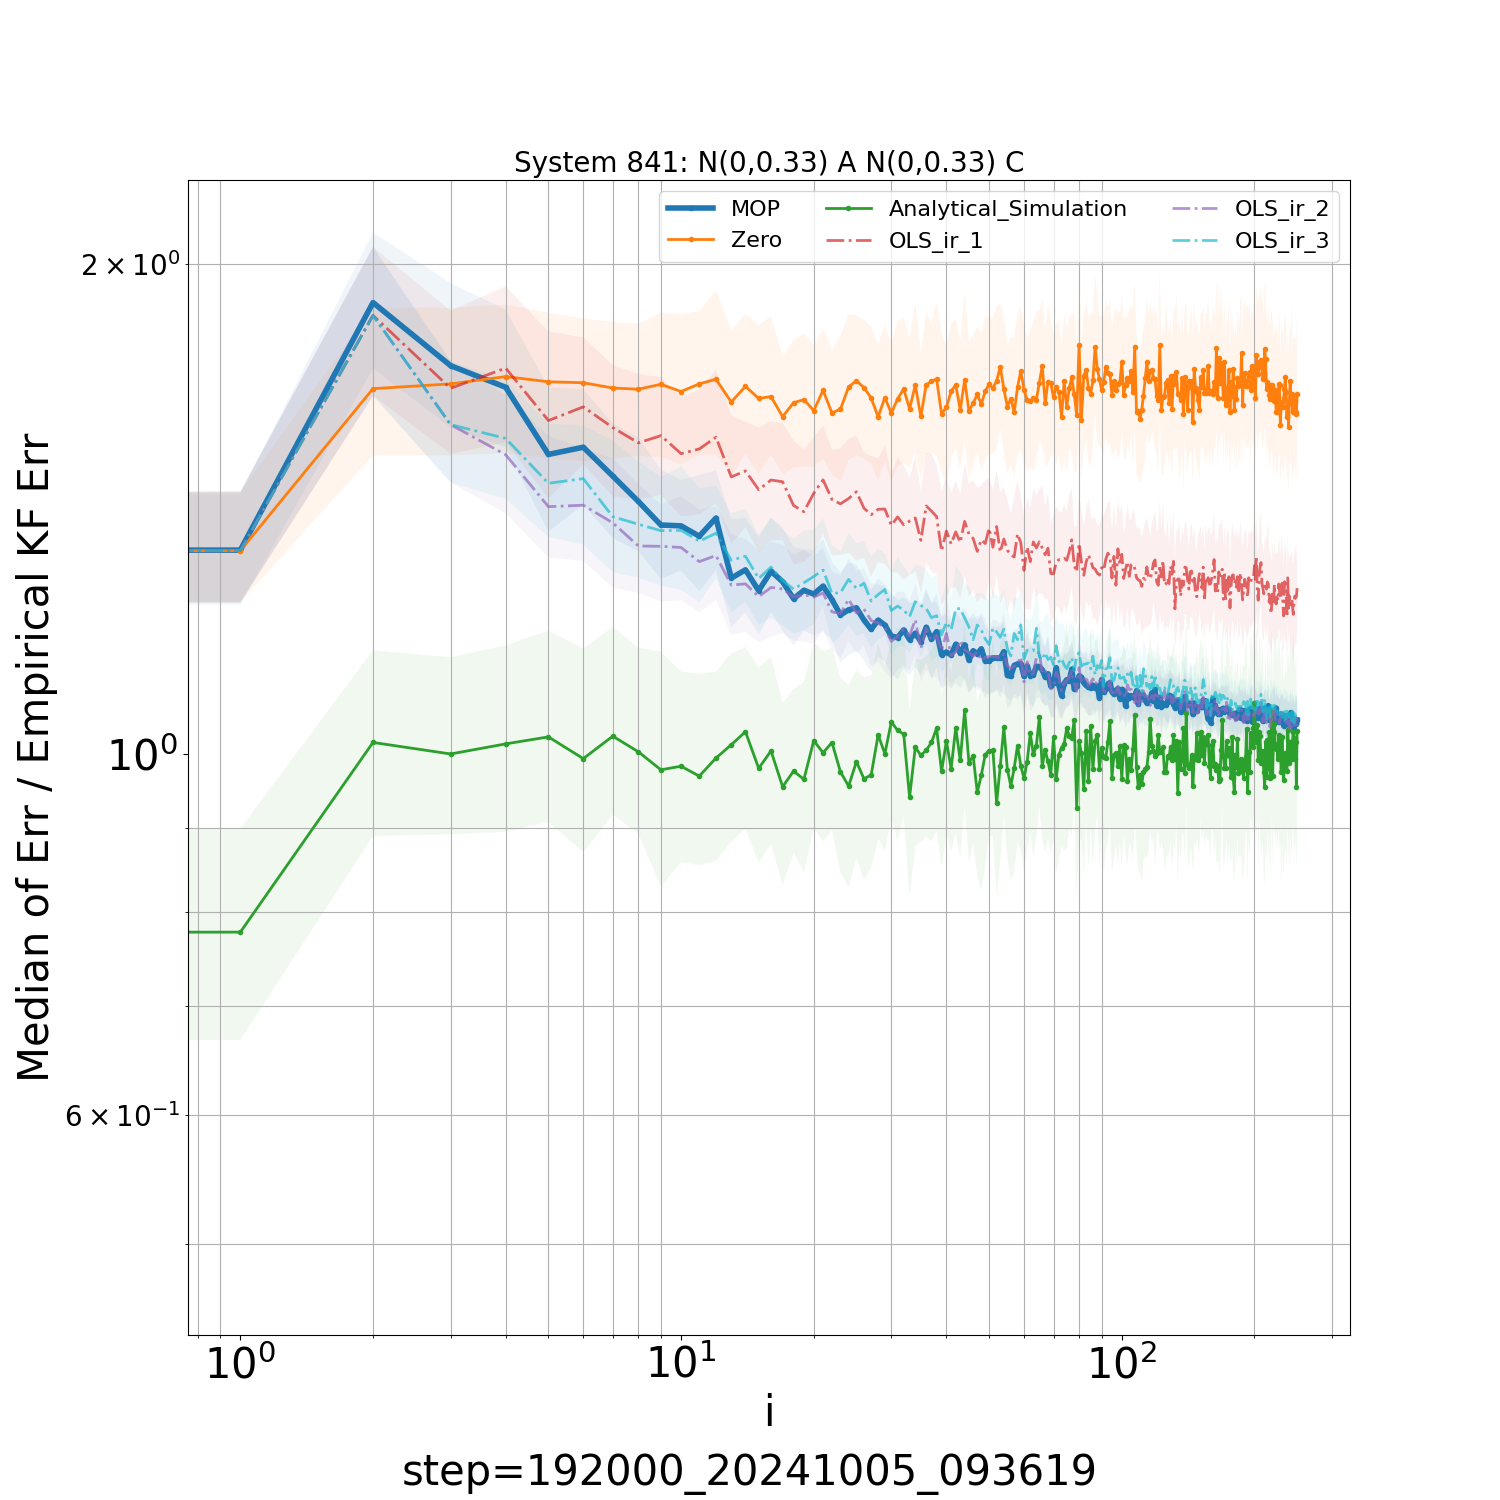 System 841: N(0,0.33) A N(0,0.33) C
MOP
Zero
Analytical_Simulation
OLS_ir_1
OLS_ir_2
OLS_ir_3
Median of Err / Empirical KF Err
2 × 10⁰
10⁰
6 × 10⁻¹
10⁰ 10¹ 10²
i
step=192000_20241005_093619